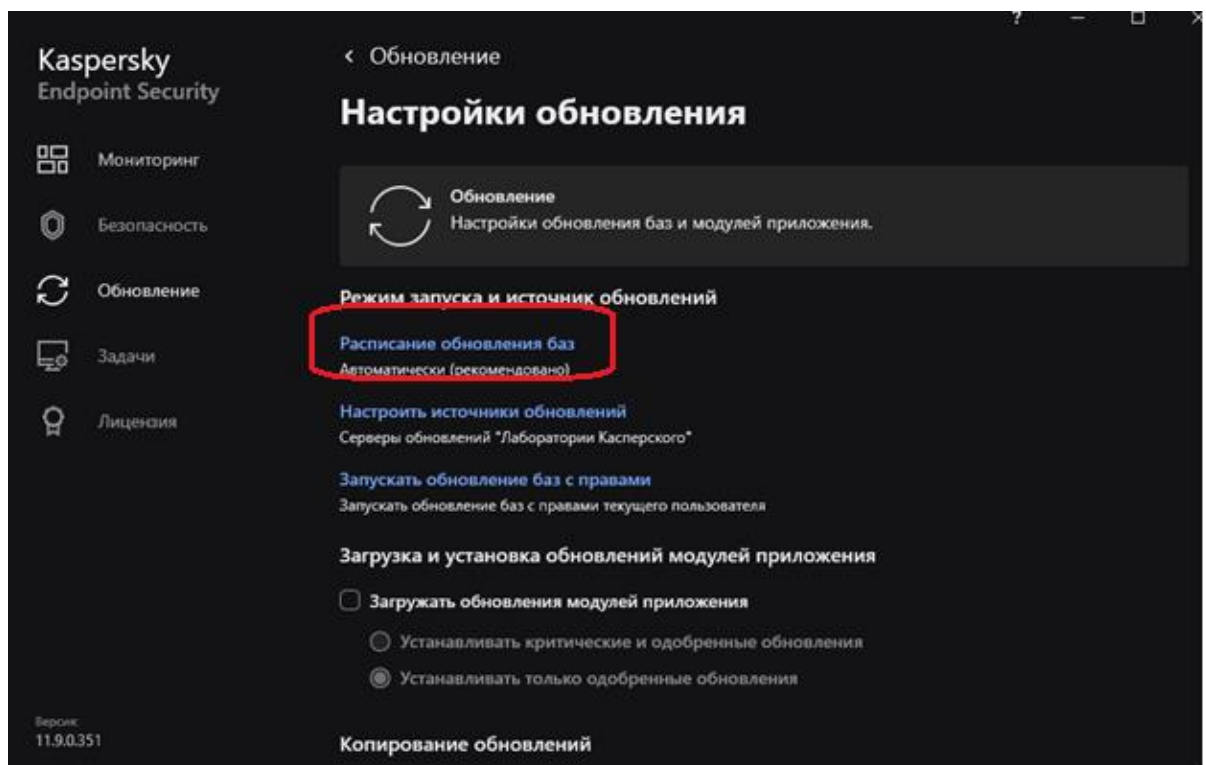 ?
Kaspersky
Endpoint Security
Мониторинг
Безопасность
Обновление
Задачи
Лицензия
Версия:
11.9.0.351
‹ Обновление
Настройки обновления
Обновление
Настройки обновления баз и модулей приложения.
Режим запуска и источник обновлений
Расписание обновления баз
Автоматически (рекомендовано)
Настроить источники обновлений
Серверы обновлений "Лаборатории Касперского"
Запускать обновление баз с правами
Запускать обновление баз с правами текущего пользователя
Загрузка и установка обновлений модулей приложения
Загружать обновления модулей приложения
Устанавливать критические и одобренные обновления
Устанавливать только одобренные обновления
Копирование обновлений